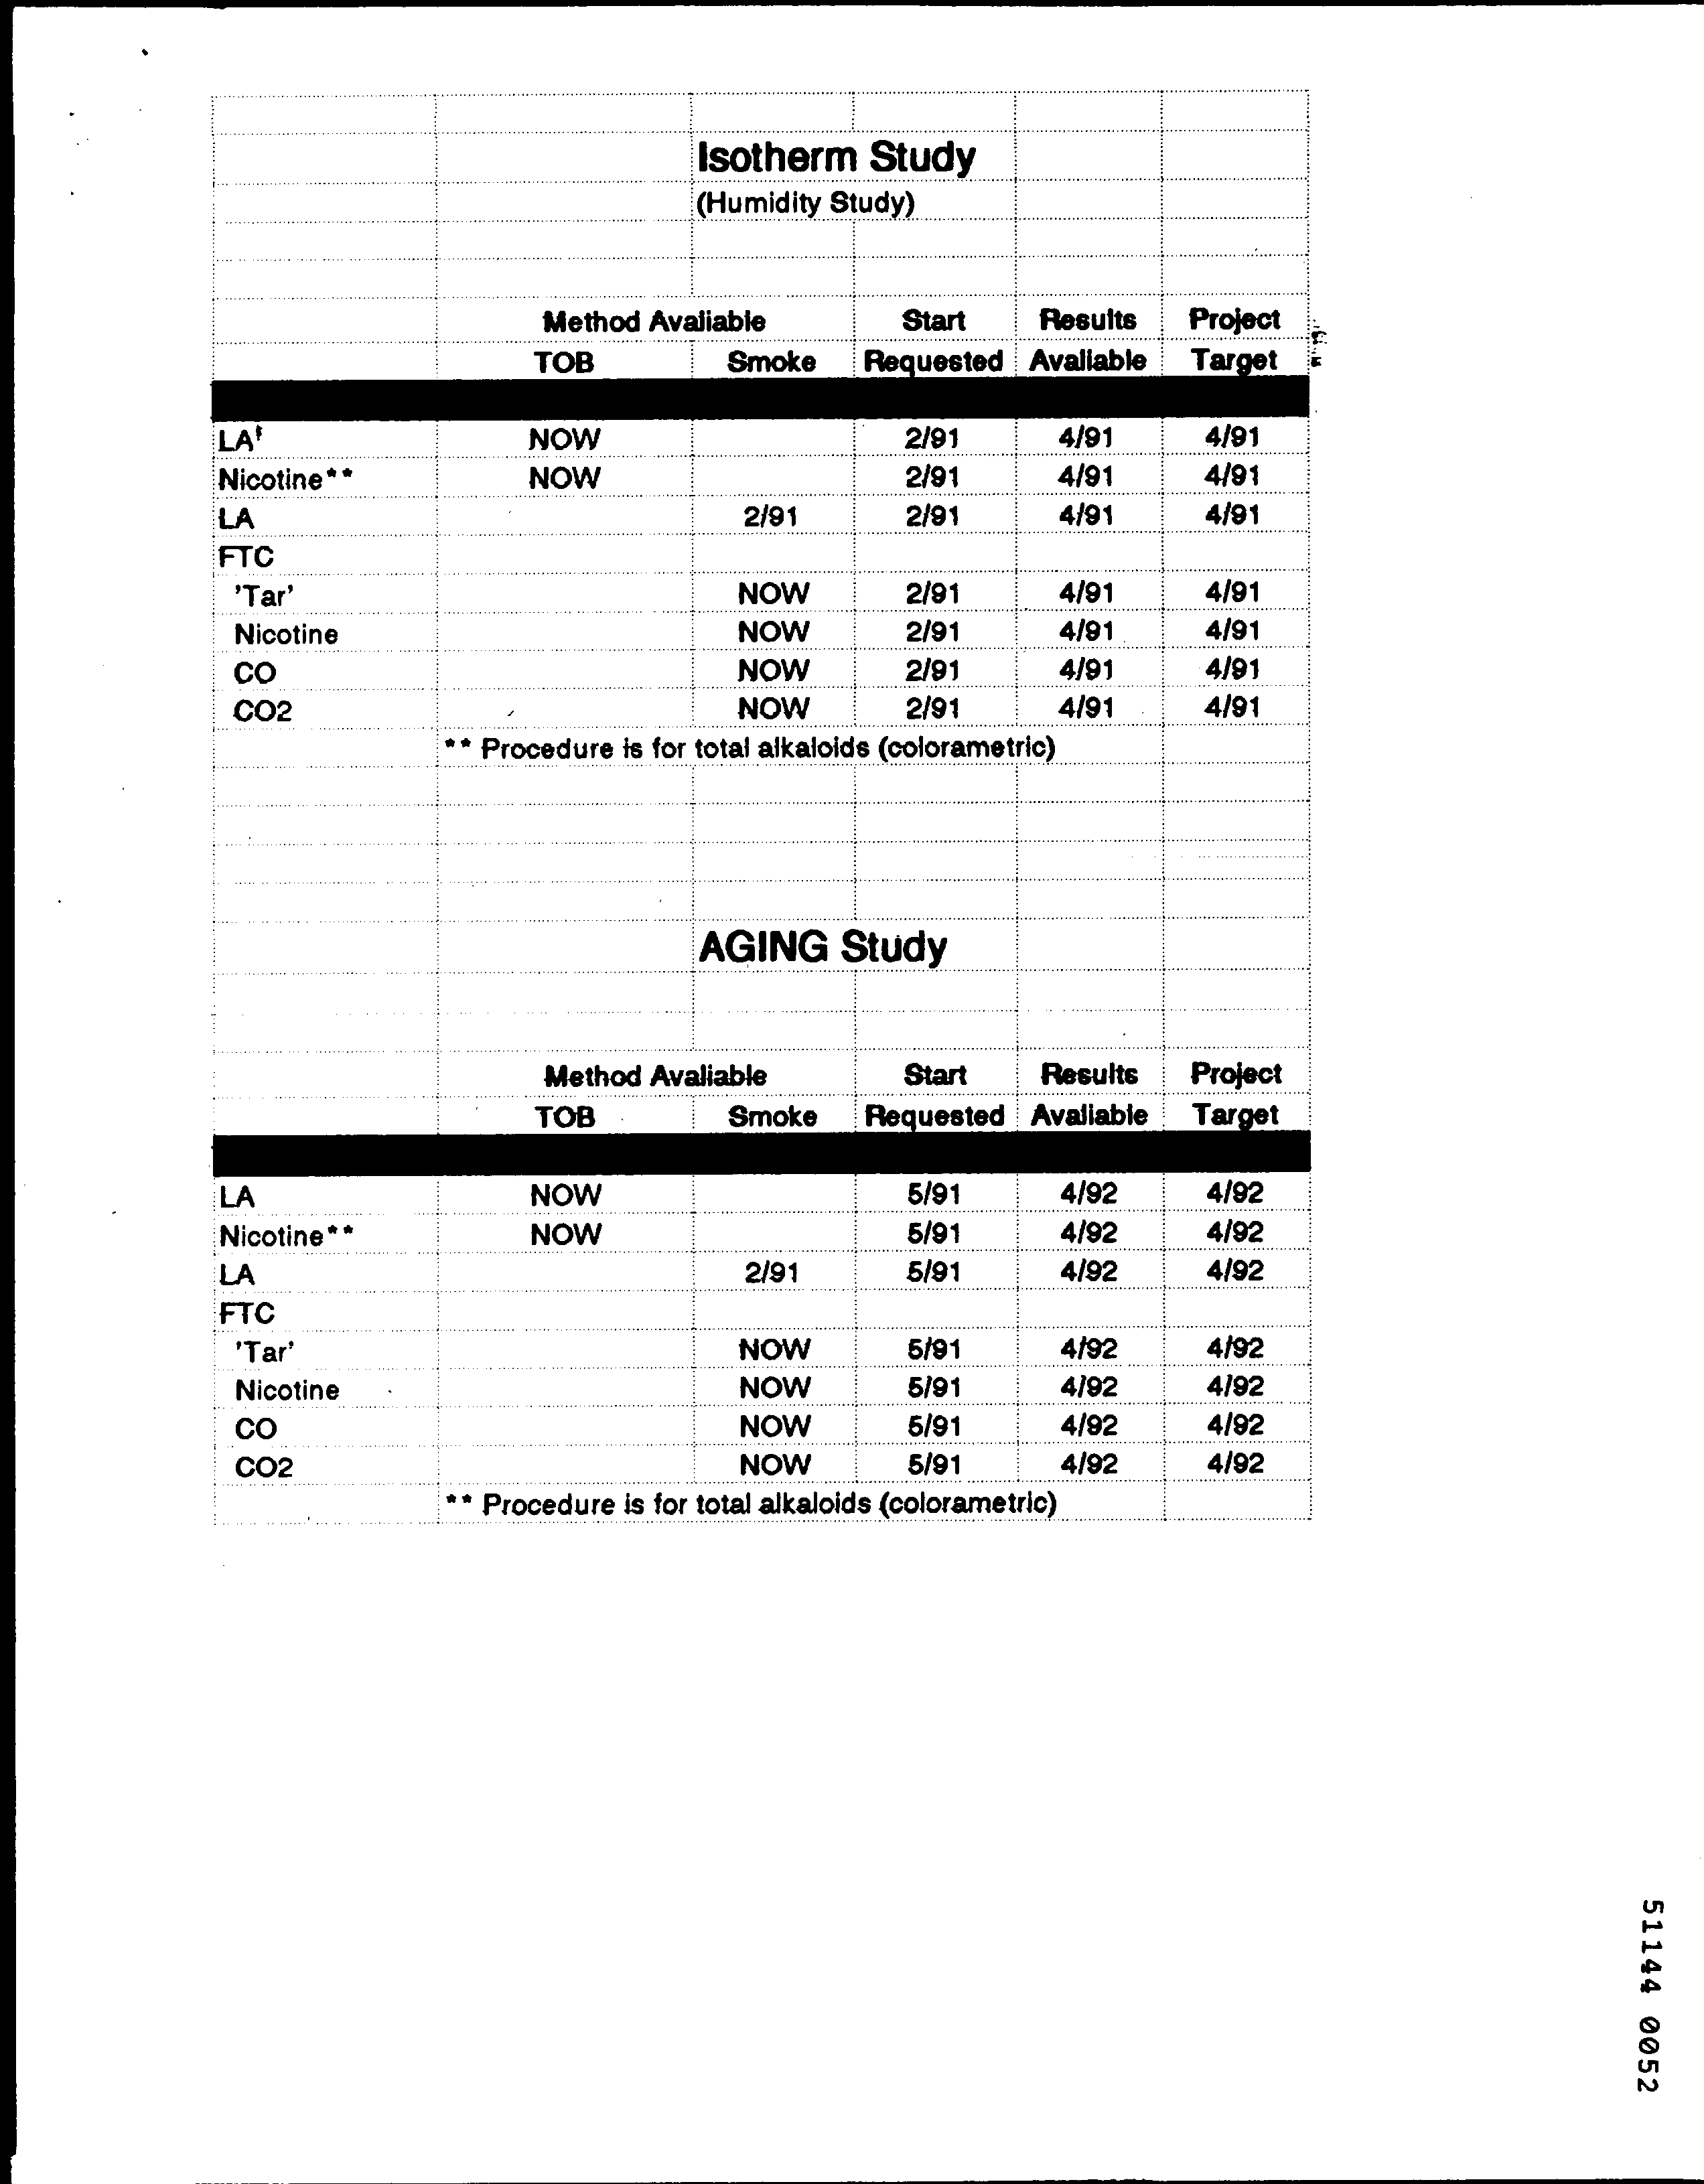 Isotherm Study
(Humidity Study)
Method Available Start Results Project
TOB Smoke Requested Available Target
LA NOW 2/91 4/91 4/91
Nicotine** NOW 2/91 4/91 4/91
LA 2/91 2/91 4/91 4/91
FTC
'Tar' NOW 2/91 4/91 4/91
Nicotine NOW 2/91 4/91 4/91
CO NOW 2/91 4/91 4/91
CO2 NOW 2/91 4/91 4/91
** Procedure is for total alkaloids (colorametric)
AGING Study
Method Available Start Results Project
TOB Smoke Requested Available Target
LA NOW 5/91 4/92 4/92
Nicotine** NOW 5/91 4/92 4/92
LA 2/91 5/91 4/92 4/92
FTC
'Tar' NOW 5/91 4/92 4/92
Nicotine NOW 5/91 4/92 4/92
CO NOW 5/91 4/92 4/92
CO2 NOW 5/91 4/92 4/92
** Procedure is for total alkaloids (colorametric)
51144 0052